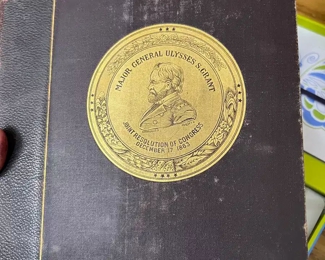 MAJOR GENERAL ULYSSES S. GRANT
JOINT RESOLUTION OF CONGRESS
DECEMBER 17 1863